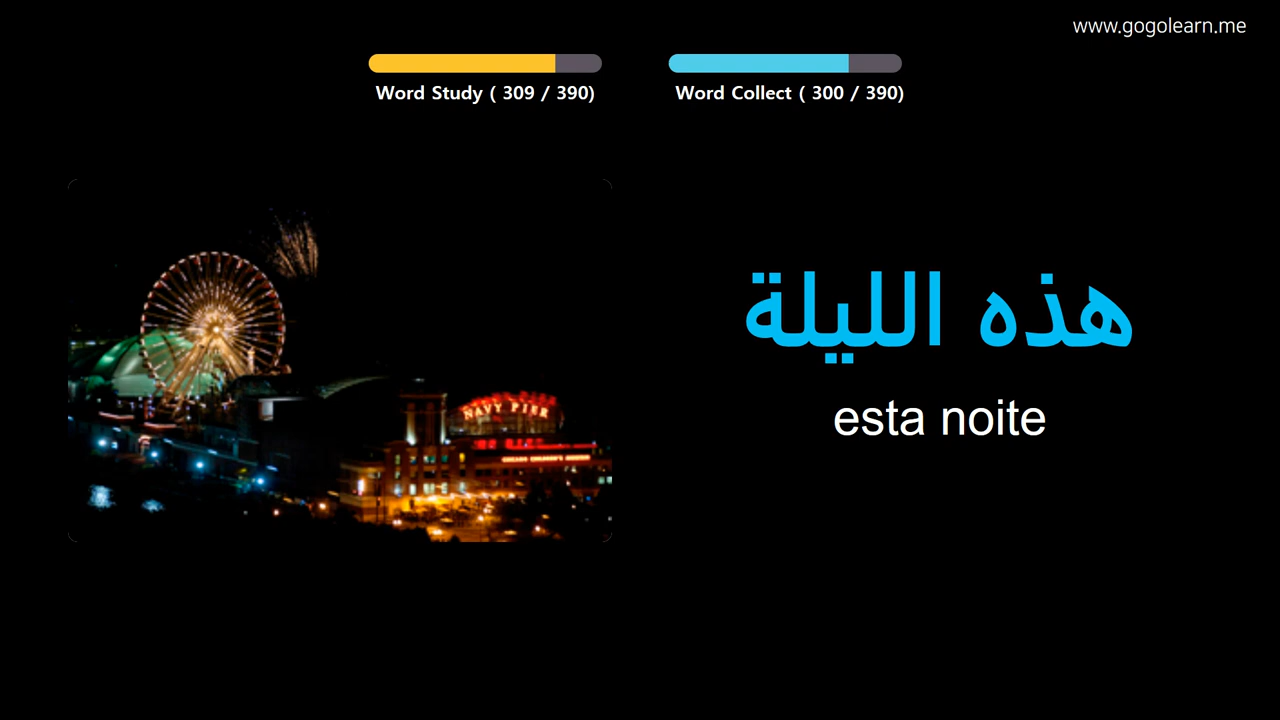 www.gogolearn.me
Word Study ( 309 / 390)
Word Collect ( 300 / 390)
هذه الليلة
esta noite
NAVY PIER